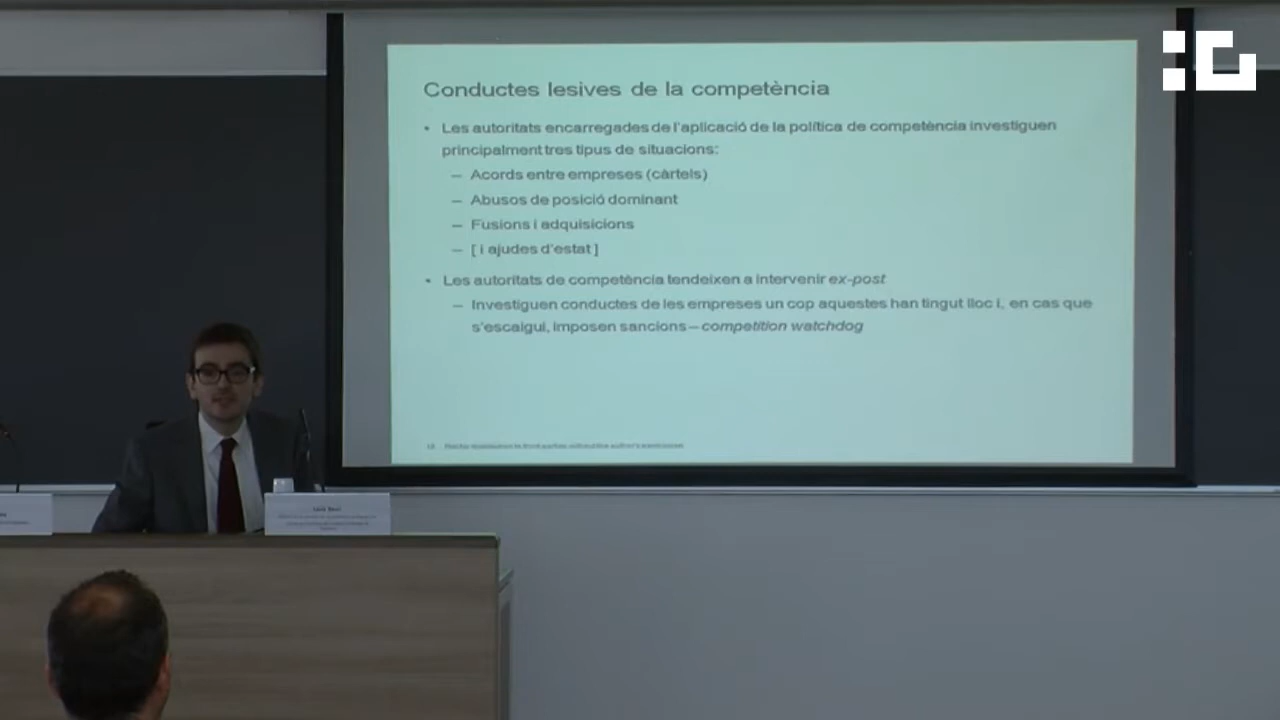 Conductes lesives de la competència
• Les autoritats encarregades de l'aplicació de la política de competència investiguen
principalment tres tipus de situacions:
– Acords entre empreses (càrtels)
– Abusos de posició dominant
– Fusions i adquisicions
– [ i ajudes d'estat ]
• Les autoritats de competència tendeixen a intervenir ex-post
– Investiguen conductes de les empreses un cop aquestes han tingut lloc i, en cas que
s'escaigui, imposen sancions – competition watchdog